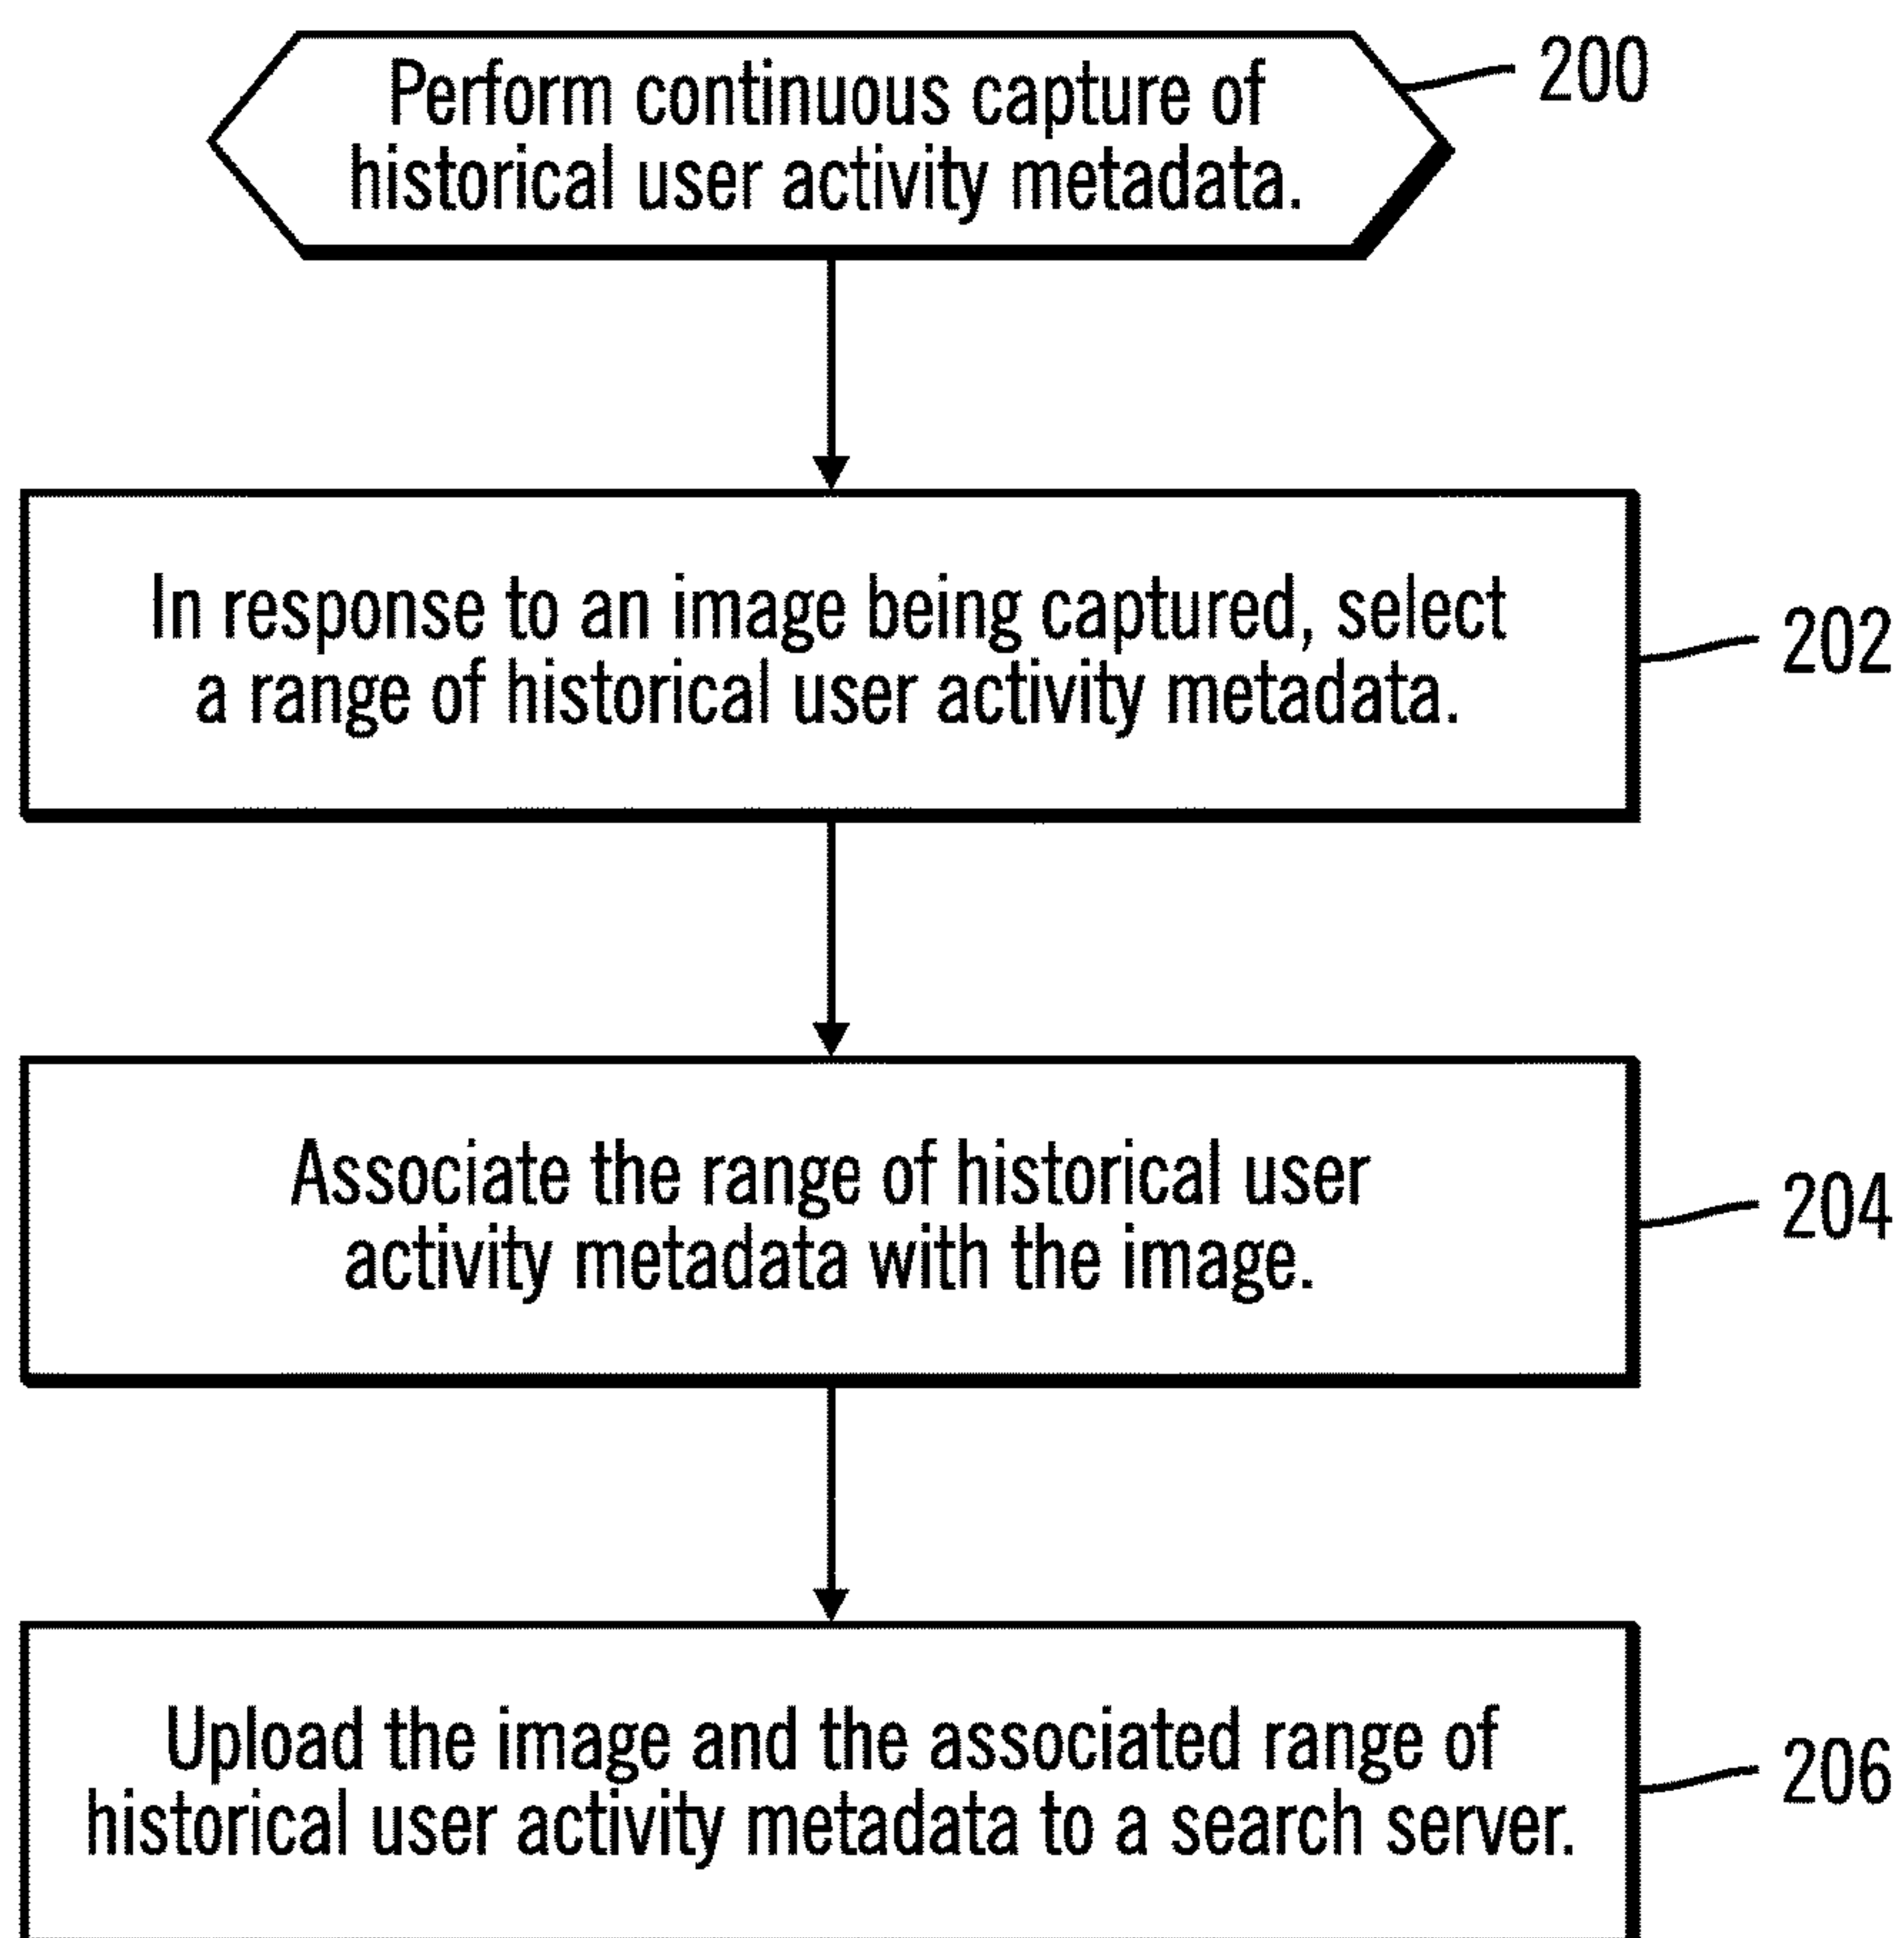 Perform continuous capture of
historical user activity metadata.
200
In response to an image being captured, select
a range of historical user activity metadata.
202
Associate the range of historical user
activity metadata with the image.
204
Upload the image and the associated range of
historical user activity metadata to a search server.
206